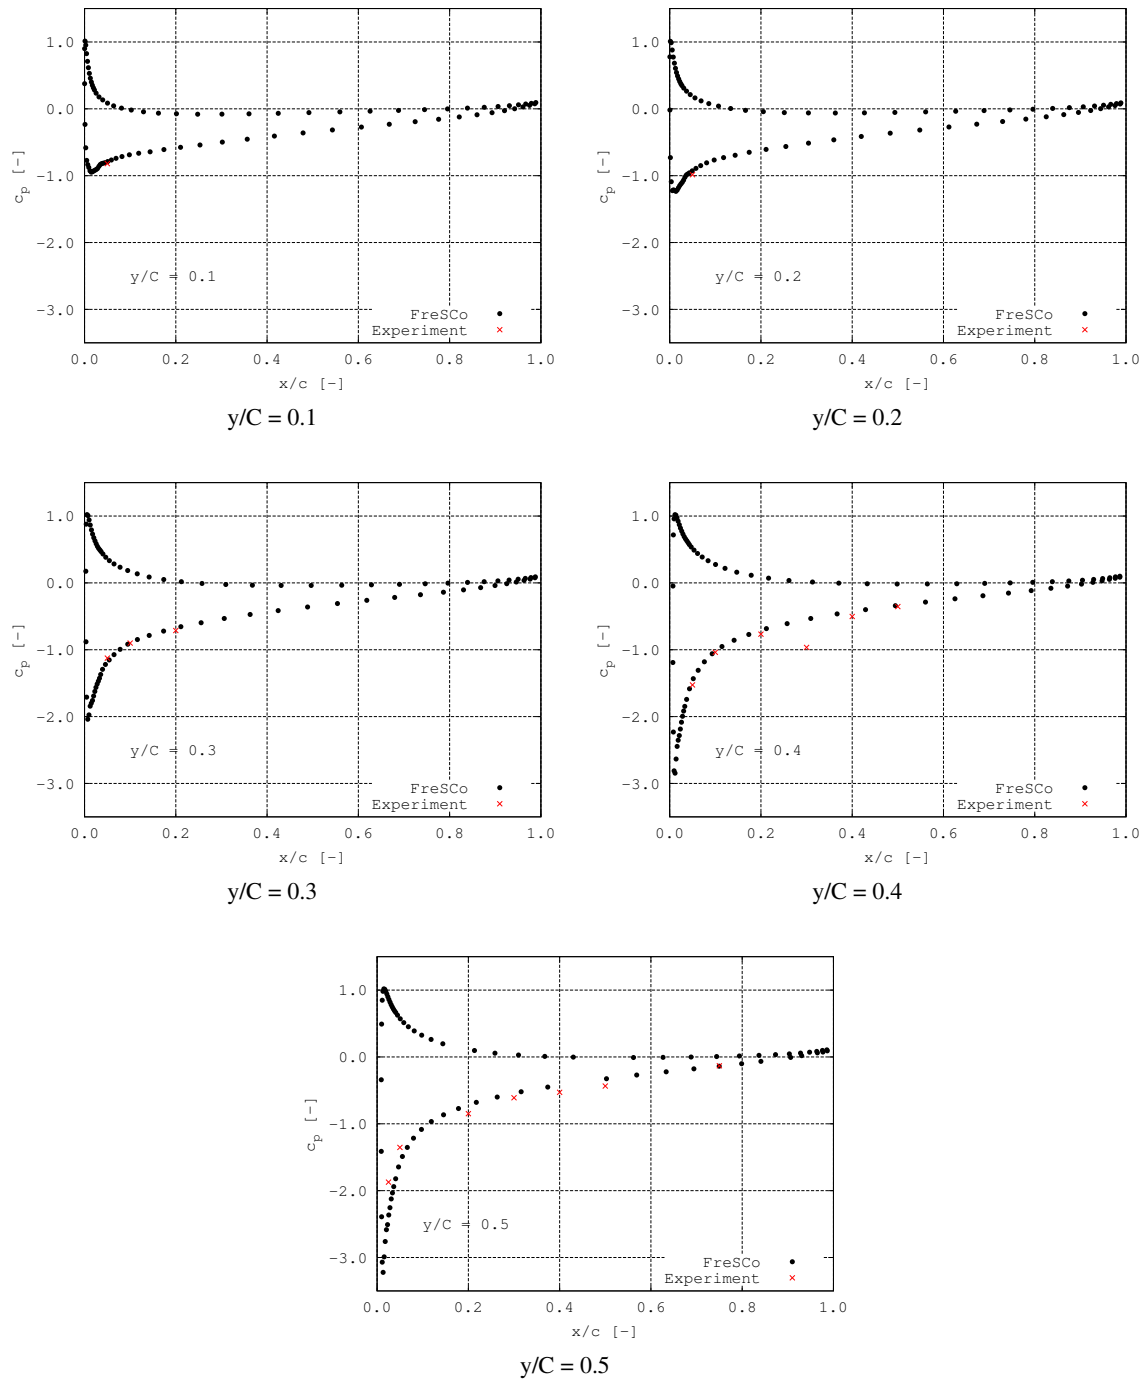 1.0
0.0
−1.0
−2.0
−3.0
c_p [−]
y/C = 0.1
FreSCo
Experiment
0.0 0.2 0.4 0.6 0.8 1.0
x/c [−]
y/C = 0.1
1.0
0.0
−1.0
−2.0
−3.0
c_p [−]
y/C = 0.2
FreSCo
Experiment
0.0 0.2 0.4 0.6 0.8 1.0
x/c [−]
y/C = 0.2
1.0
0.0
−1.0
−2.0
−3.0
c_p [−]
y/C = 0.3
FreSCo
Experiment
0.0 0.2 0.4 0.6 0.8 1.0
x/c [−]
y/C = 0.3
1.0
0.0
−1.0
−2.0
−3.0
c_p [−]
y/C = 0.4
FreSCo
Experiment
0.0 0.2 0.4 0.6 0.8 1.0
x/c [−]
y/C = 0.4
1.0
0.0
−1.0
−2.0
−3.0
c_p [−]
y/C = 0.5
FreSCo
Experiment
0.0 0.2 0.4 0.6 0.8 1.0
x/c [−]
y/C = 0.5